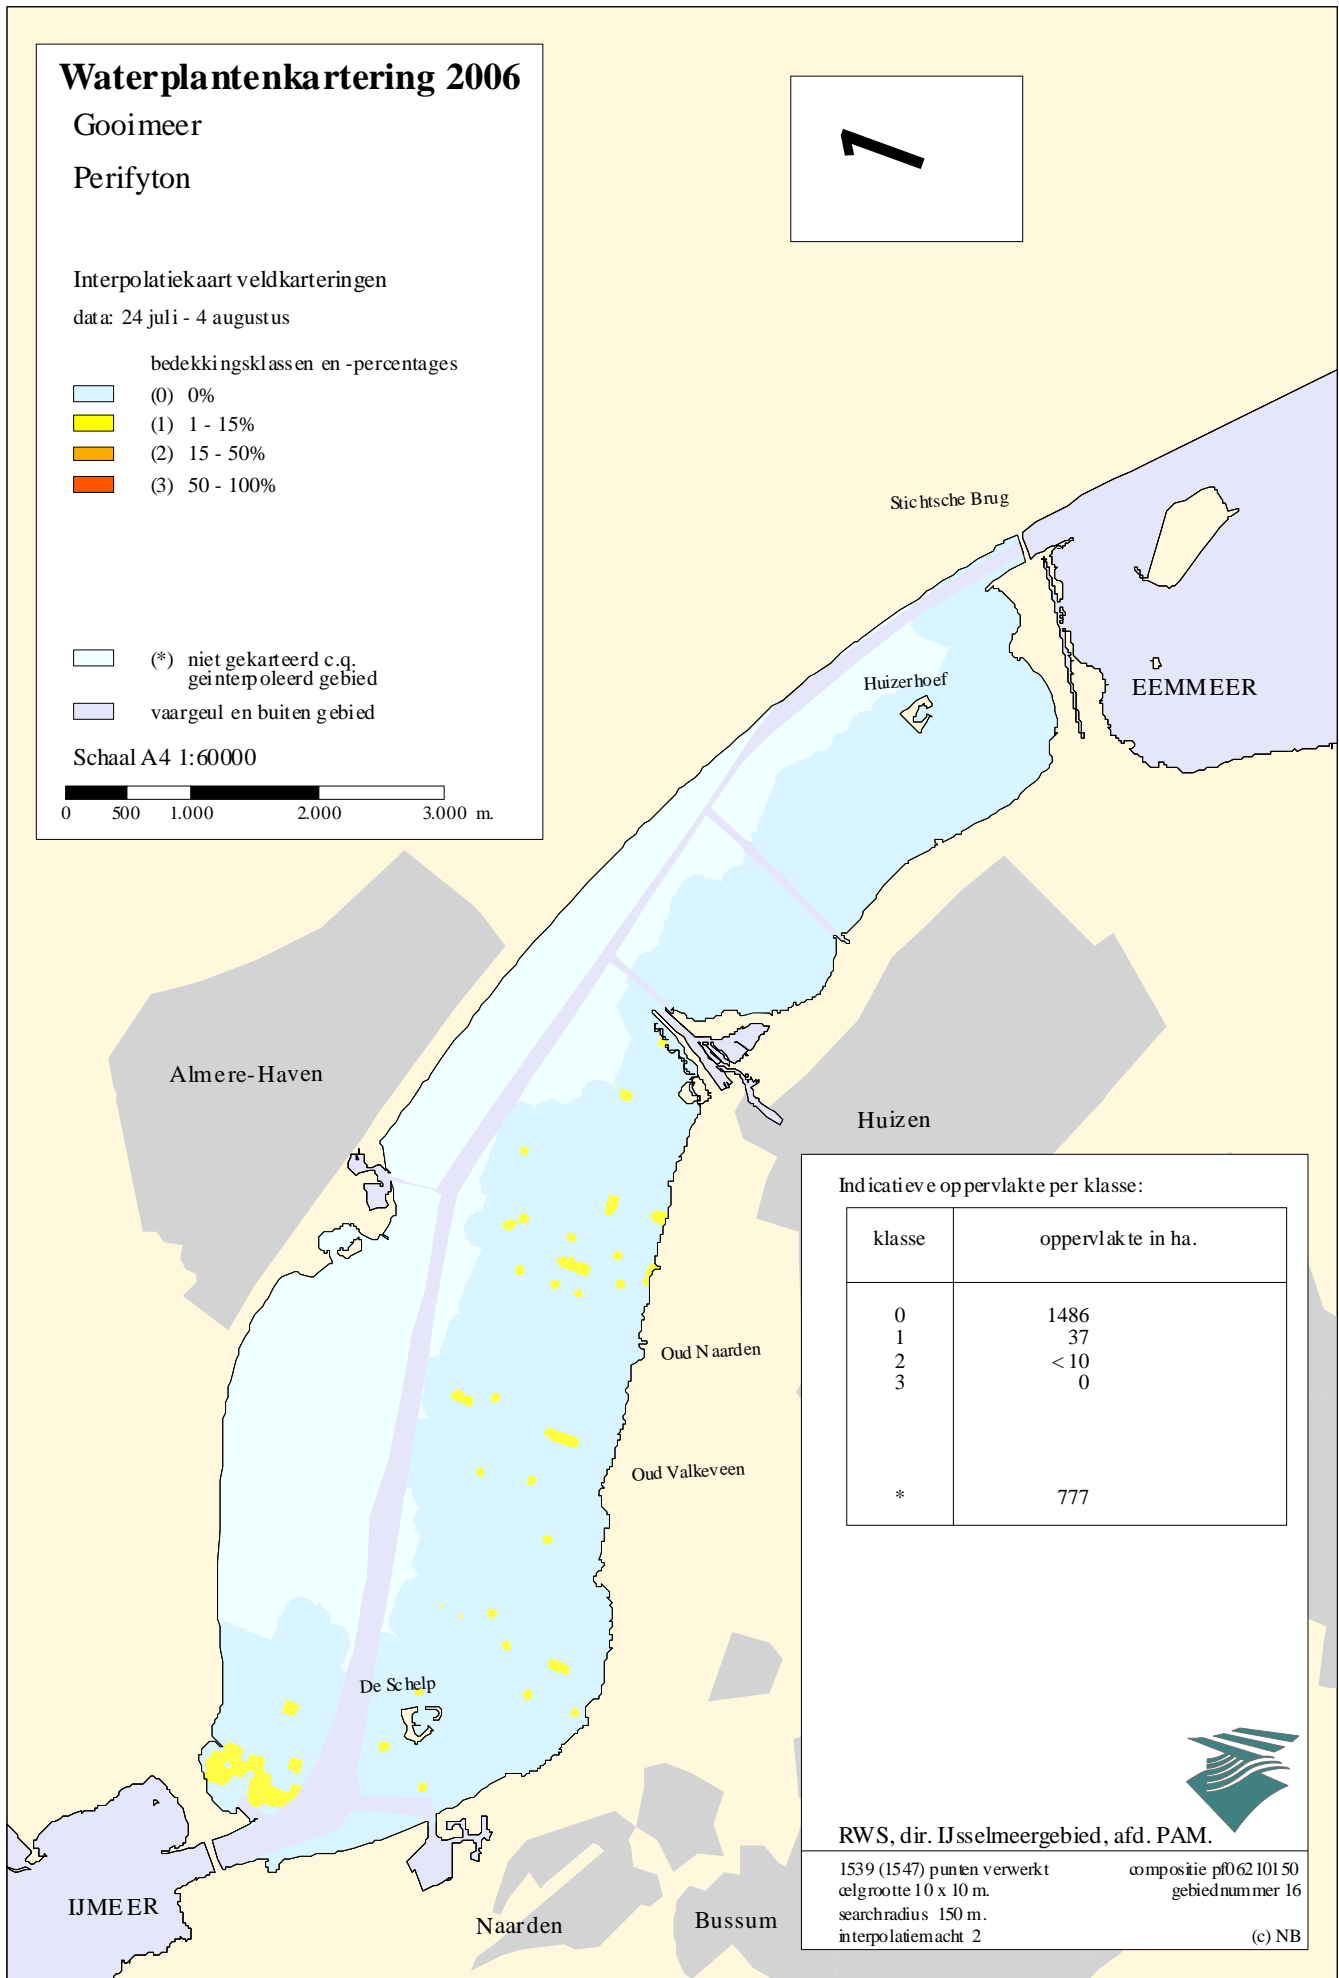 Waterplantenkartering 2006
Gooimeer
Perifyton
Interpolatiekaart veldkarteringen
data: 24 juli - 4 augustus
bedekkingsklassen en -percentages
(0) 0%
(1) 1 - 15%
(2) 15 - 50%
(3) 50 - 100%
(*) niet gekarteerd c.q.
geinterpoleerd gebied
vaargeul en buiten gebied
Schaal A4 1:60000
0 500 1.000 2.000 3.000 m.
Stichtsche Brug
Huizerhoef
EEMMEER
Almere-Haven
Huizen
Oud Naarden
Oud Valkeveen
De Schelp
IJMEER
Naarden
Bussum
Indicatieve oppervlakte per klasse:
klasse oppervlakte in ha.
0 1486
1 37
2 < 10
3 0
* 777
RWS, dir. IJsselmeergebied, afd. PAM.
1539 (1547) punten verwerkt compositie pf06210150
celgrootte 10 x 10 m. gebiednummer 16
searchradius 150 m.
interpolatiemacht 2 (c) NB